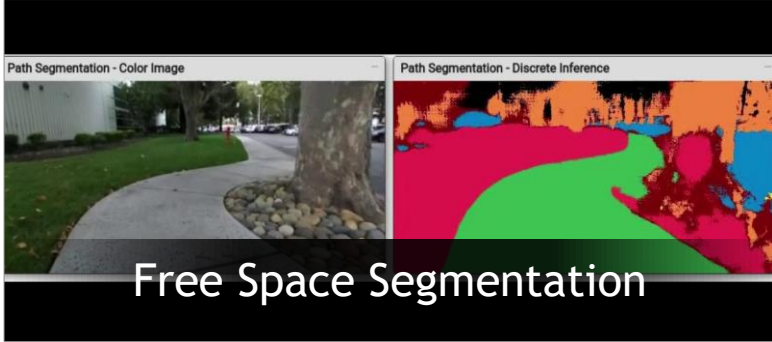 Path Segmentation - Color Image
Path Segmentation - Discrete Inference
Free Space Segmentation